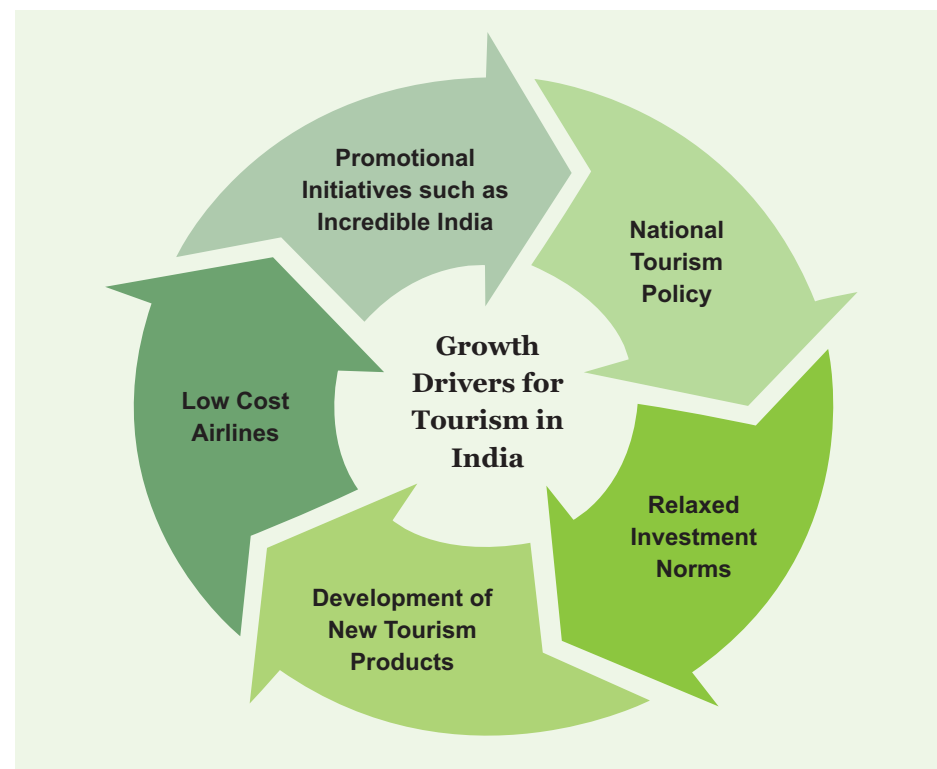 Promotional
Initiatives such as
Incredible India
National
Tourism
Policy
Relaxed
Investment
Norms
Development of
New Tourism
Products
Low Cost
Airlines
Growth
Drivers for
Tourism in
India